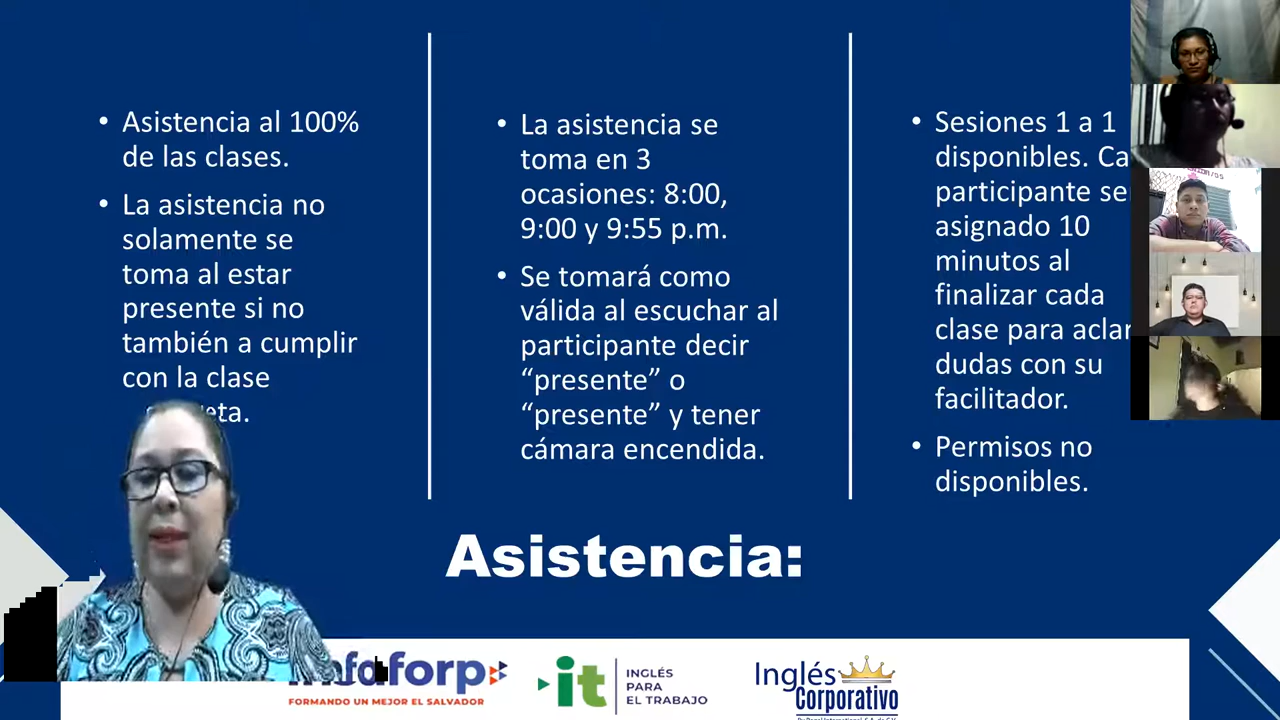 • Asistencia al 100%
de las clases.
• La asistencia no
solamente se
toma al estar
presente si no
también a cumplir
con la clase
• La asistencia se
toma en 3
ocasiones: 8:00,
9:00 y 9:55 p.m.
• Se tomará como
válida al escuchar al
participante decir
“presente” o
“presente” y tener
cámara encendida.
• Sesiones 1 a 1
disponibles. Ca
participante se
asignado 10
minutos al
finalizar cada
clase para aclar
dudas con su
facilitador.
• Permisos no
disponibles.
Asistencia:
FORMANDO UN MEJOR EL SALVADOR
it
INGLÉS
PARA
EL TRABAJO
Inglés
Corporativo